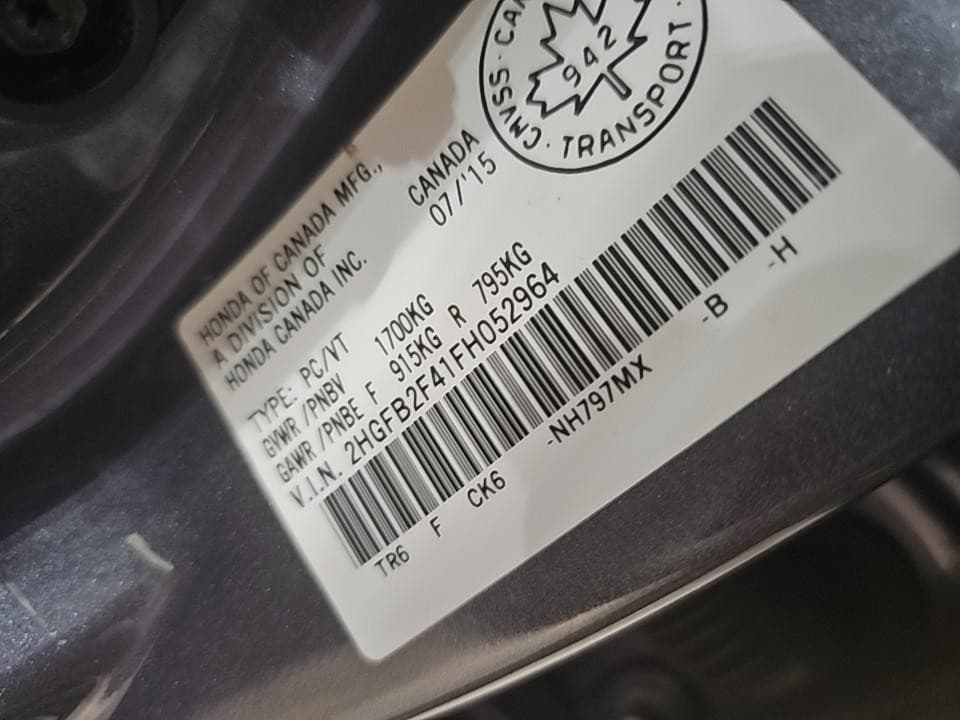 HONDA OF CANADA MFG.,
A DIVISION OF
HONDA CANADA INC.
CANADA
07/'15
CMVSS · CAN
942
· TRANSPORT ·
TYPE: PC/VT
GVWR /PNBV 1700KG
GAWR /PNBE F 915KG R 795KG
V.I.N. 2HGFB2F41FH052964
TR6 F CK6 -NH797MX -B -H